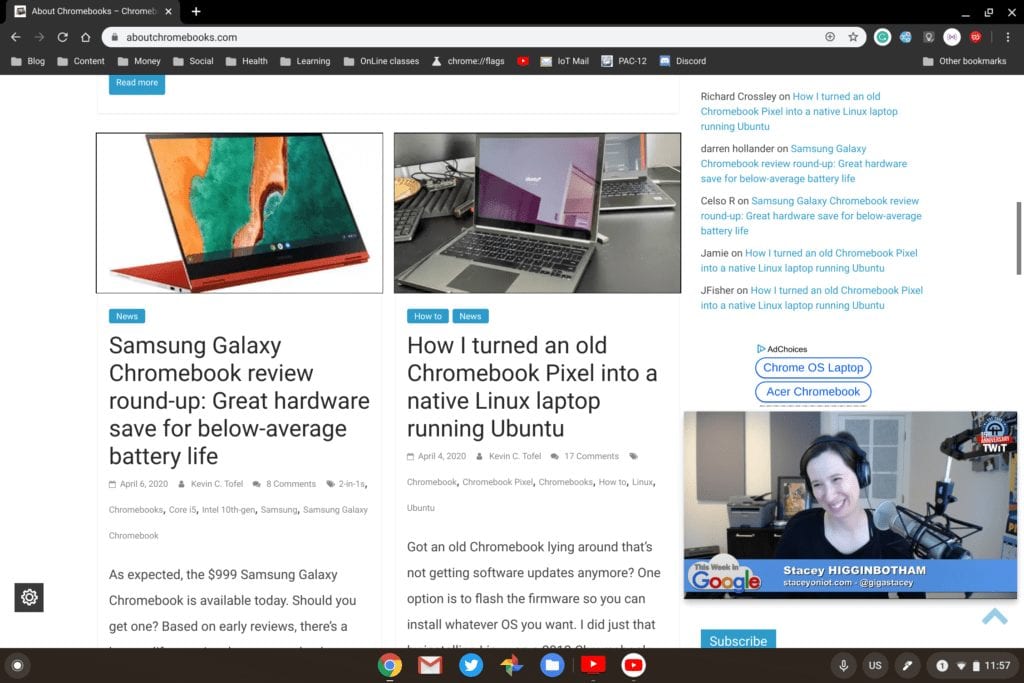 About Chromebooks – Chromeb
aboutchromebooks.com
Blog
Content
Money
Social
Health
Learning
OnLine classes
chrome://flags
IoT Mail
PAC-12
Discord
Other bookmarks
Read more
News
Samsung Galaxy
Chromebook review
round-up: Great hardware
save for below-average
battery life
April 6, 2020 Kevin C. Tofel 8 Comments 2-in-1s,
Chromebooks, Core i5, Intel 10th-gen, Samsung, Samsung Galaxy
Chromebook
As expected, the $999 Samsung Galaxy
Chromebook is available today. Should you
get one? Based on early reviews, there's a
How to News
How I turned an old
Chromebook Pixel into a
native Linux laptop
running Ubuntu
April 4, 2020 Kevin C. Tofel 17 Comments
Chromebook, Chromebook Pixel, Chromebooks, How to, Linux,
Ubuntu
Got an old Chromebook lying around that's
not getting software updates anymore? One
option is to flash the firmware so you can
install whatever OS you want. I did just that
Richard Crossley on How I turned an old
Chromebook Pixel into a native Linux laptop
running Ubuntu
darren hollander on Samsung Galaxy
Chromebook review round-up: Great hardware
save for below-average battery life
Celso R on Samsung Galaxy Chromebook review
round-up: Great hardware save for below-average
battery life
Jamie on How I turned an old Chromebook Pixel
into a native Linux laptop running Ubuntu
JFisher on How I turned an old Chromebook Pixel
into a native Linux laptop running Ubuntu
AdChoices
Chrome OS Laptop
Acer Chromebook
ANNIVERSARY
TWiT
This Week in
Google
Stacey HIGGINBOTHAM
staceyoniot.com - @gigastacey
Subscribe
US
1
11:57